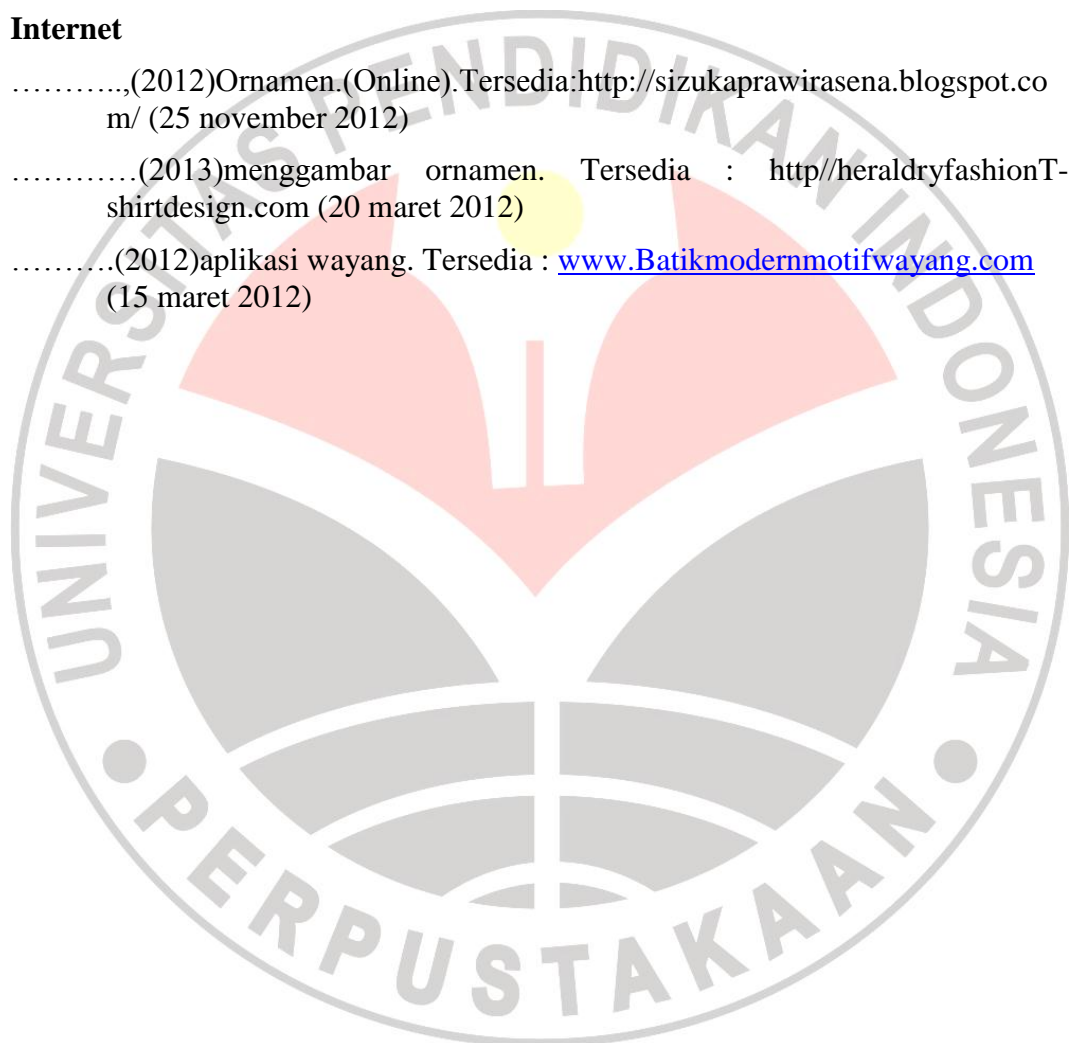 Internet
………..,(2012)Ornamen.(Online).Tersedia:http://sizukaprawirasena.blogspot.co
m/ (25 november 2012)
…………(2013)menggambar ornamen. Tersedia : http//heraldryfashionT-
shirtdesign.com (20 maret 2012)
……….(2012)aplikasi wayang. Tersedia : www.Batikmodernmotifwayang.com
(15 maret 2012)
UNIVERSITAS PENDIDIKAN INDONESIA
PERPUSTAKAAN